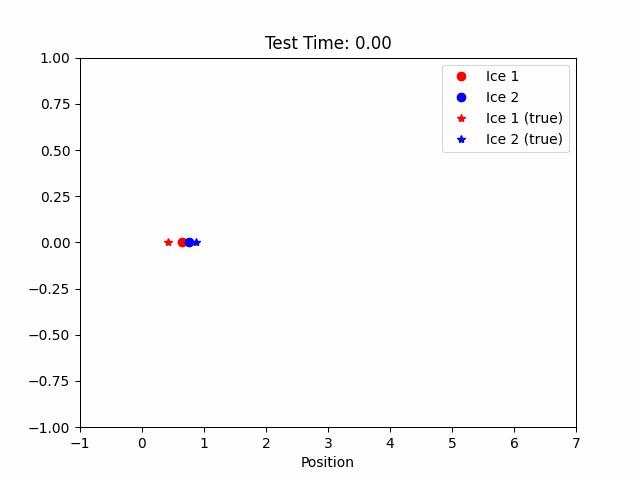 Test Time: 0.00
1.00
0.75
0.50
0.25
0.00
−0.25
−0.50
−0.75
−1.00
Ice 1
Ice 2
Ice 1 (true)
Ice 2 (true)
−1 0 1 2 3 4 5 6 7
Position